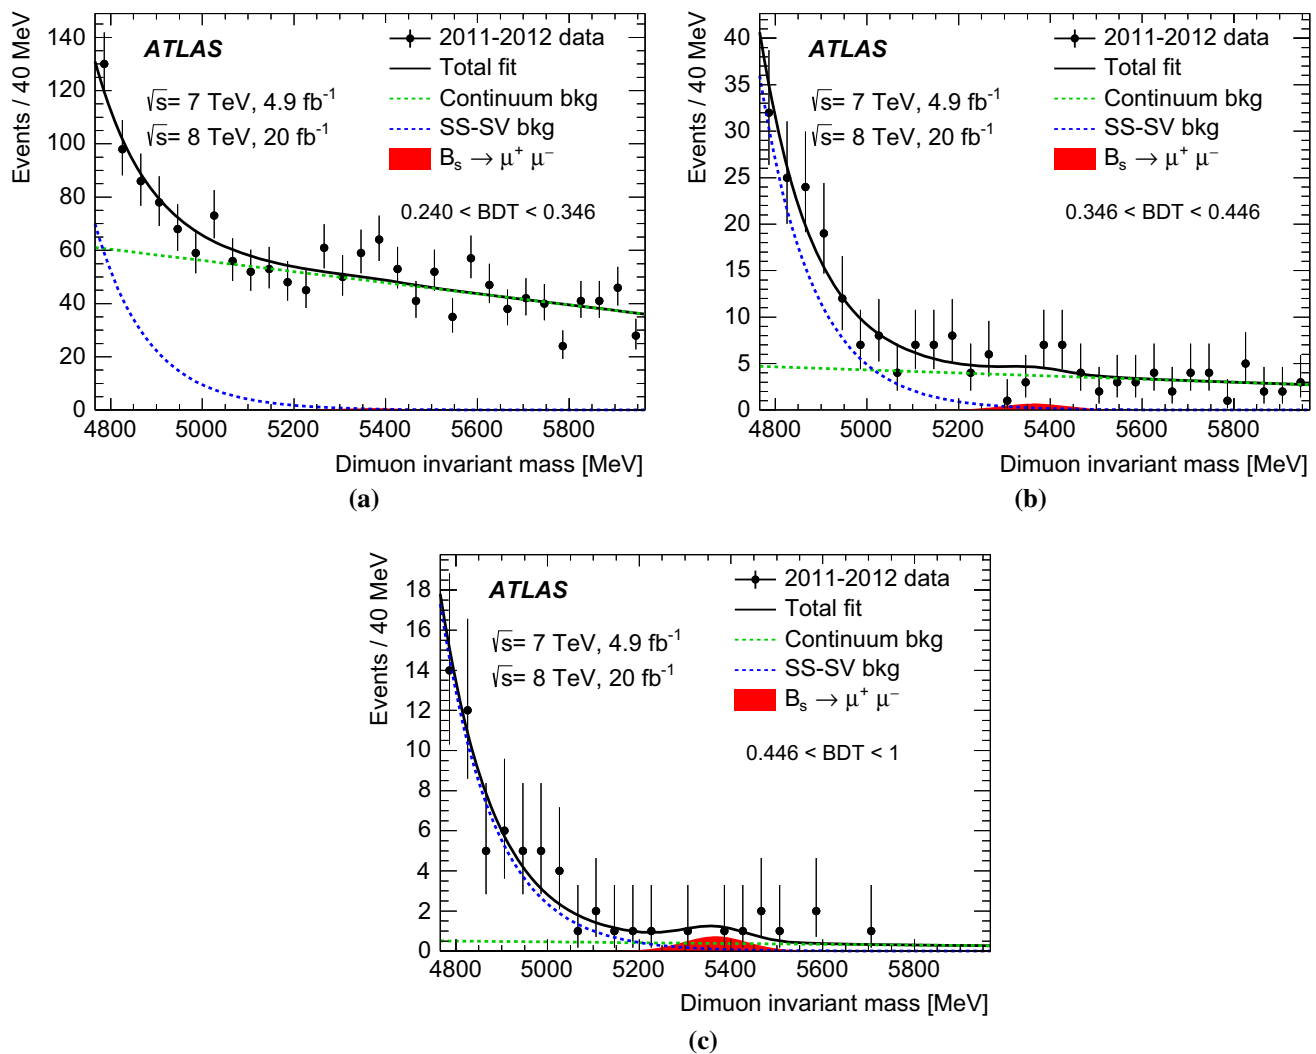 Events / 40 MeV
140
120
100
80
60
40
20
0
ATLAS
√s= 7 TeV, 4.9 fb⁻¹
√s= 8 TeV, 20 fb⁻¹
2011-2012 data
Total fit
Continuum bkg
SS-SV bkg
Bₛ → μ⁺ μ⁻
0.240 < BDT < 0.346
4800 5000 5200 5400 5600 5800
Dimuon invariant mass [MeV]
(a)
Events / 40 MeV
40
35
30
25
20
15
10
5
0
ATLAS
√s= 7 TeV, 4.9 fb⁻¹
√s= 8 TeV, 20 fb⁻¹
2011-2012 data
Total fit
Continuum bkg
SS-SV bkg
Bₛ → μ⁺ μ⁻
0.346 < BDT < 0.446
4800 5000 5200 5400 5600 5800
Dimuon invariant mass [MeV]
(b)
Events / 40 MeV
18
16
14
12
10
8
6
4
2
0
ATLAS
√s= 7 TeV, 4.9 fb⁻¹
√s= 8 TeV, 20 fb⁻¹
2011-2012 data
Total fit
Continuum bkg
SS-SV bkg
Bₛ → μ⁺ μ⁻
0.446 < BDT < 1
4800 5000 5200 5400 5600 5800
Dimuon invariant mass [MeV]
(c)